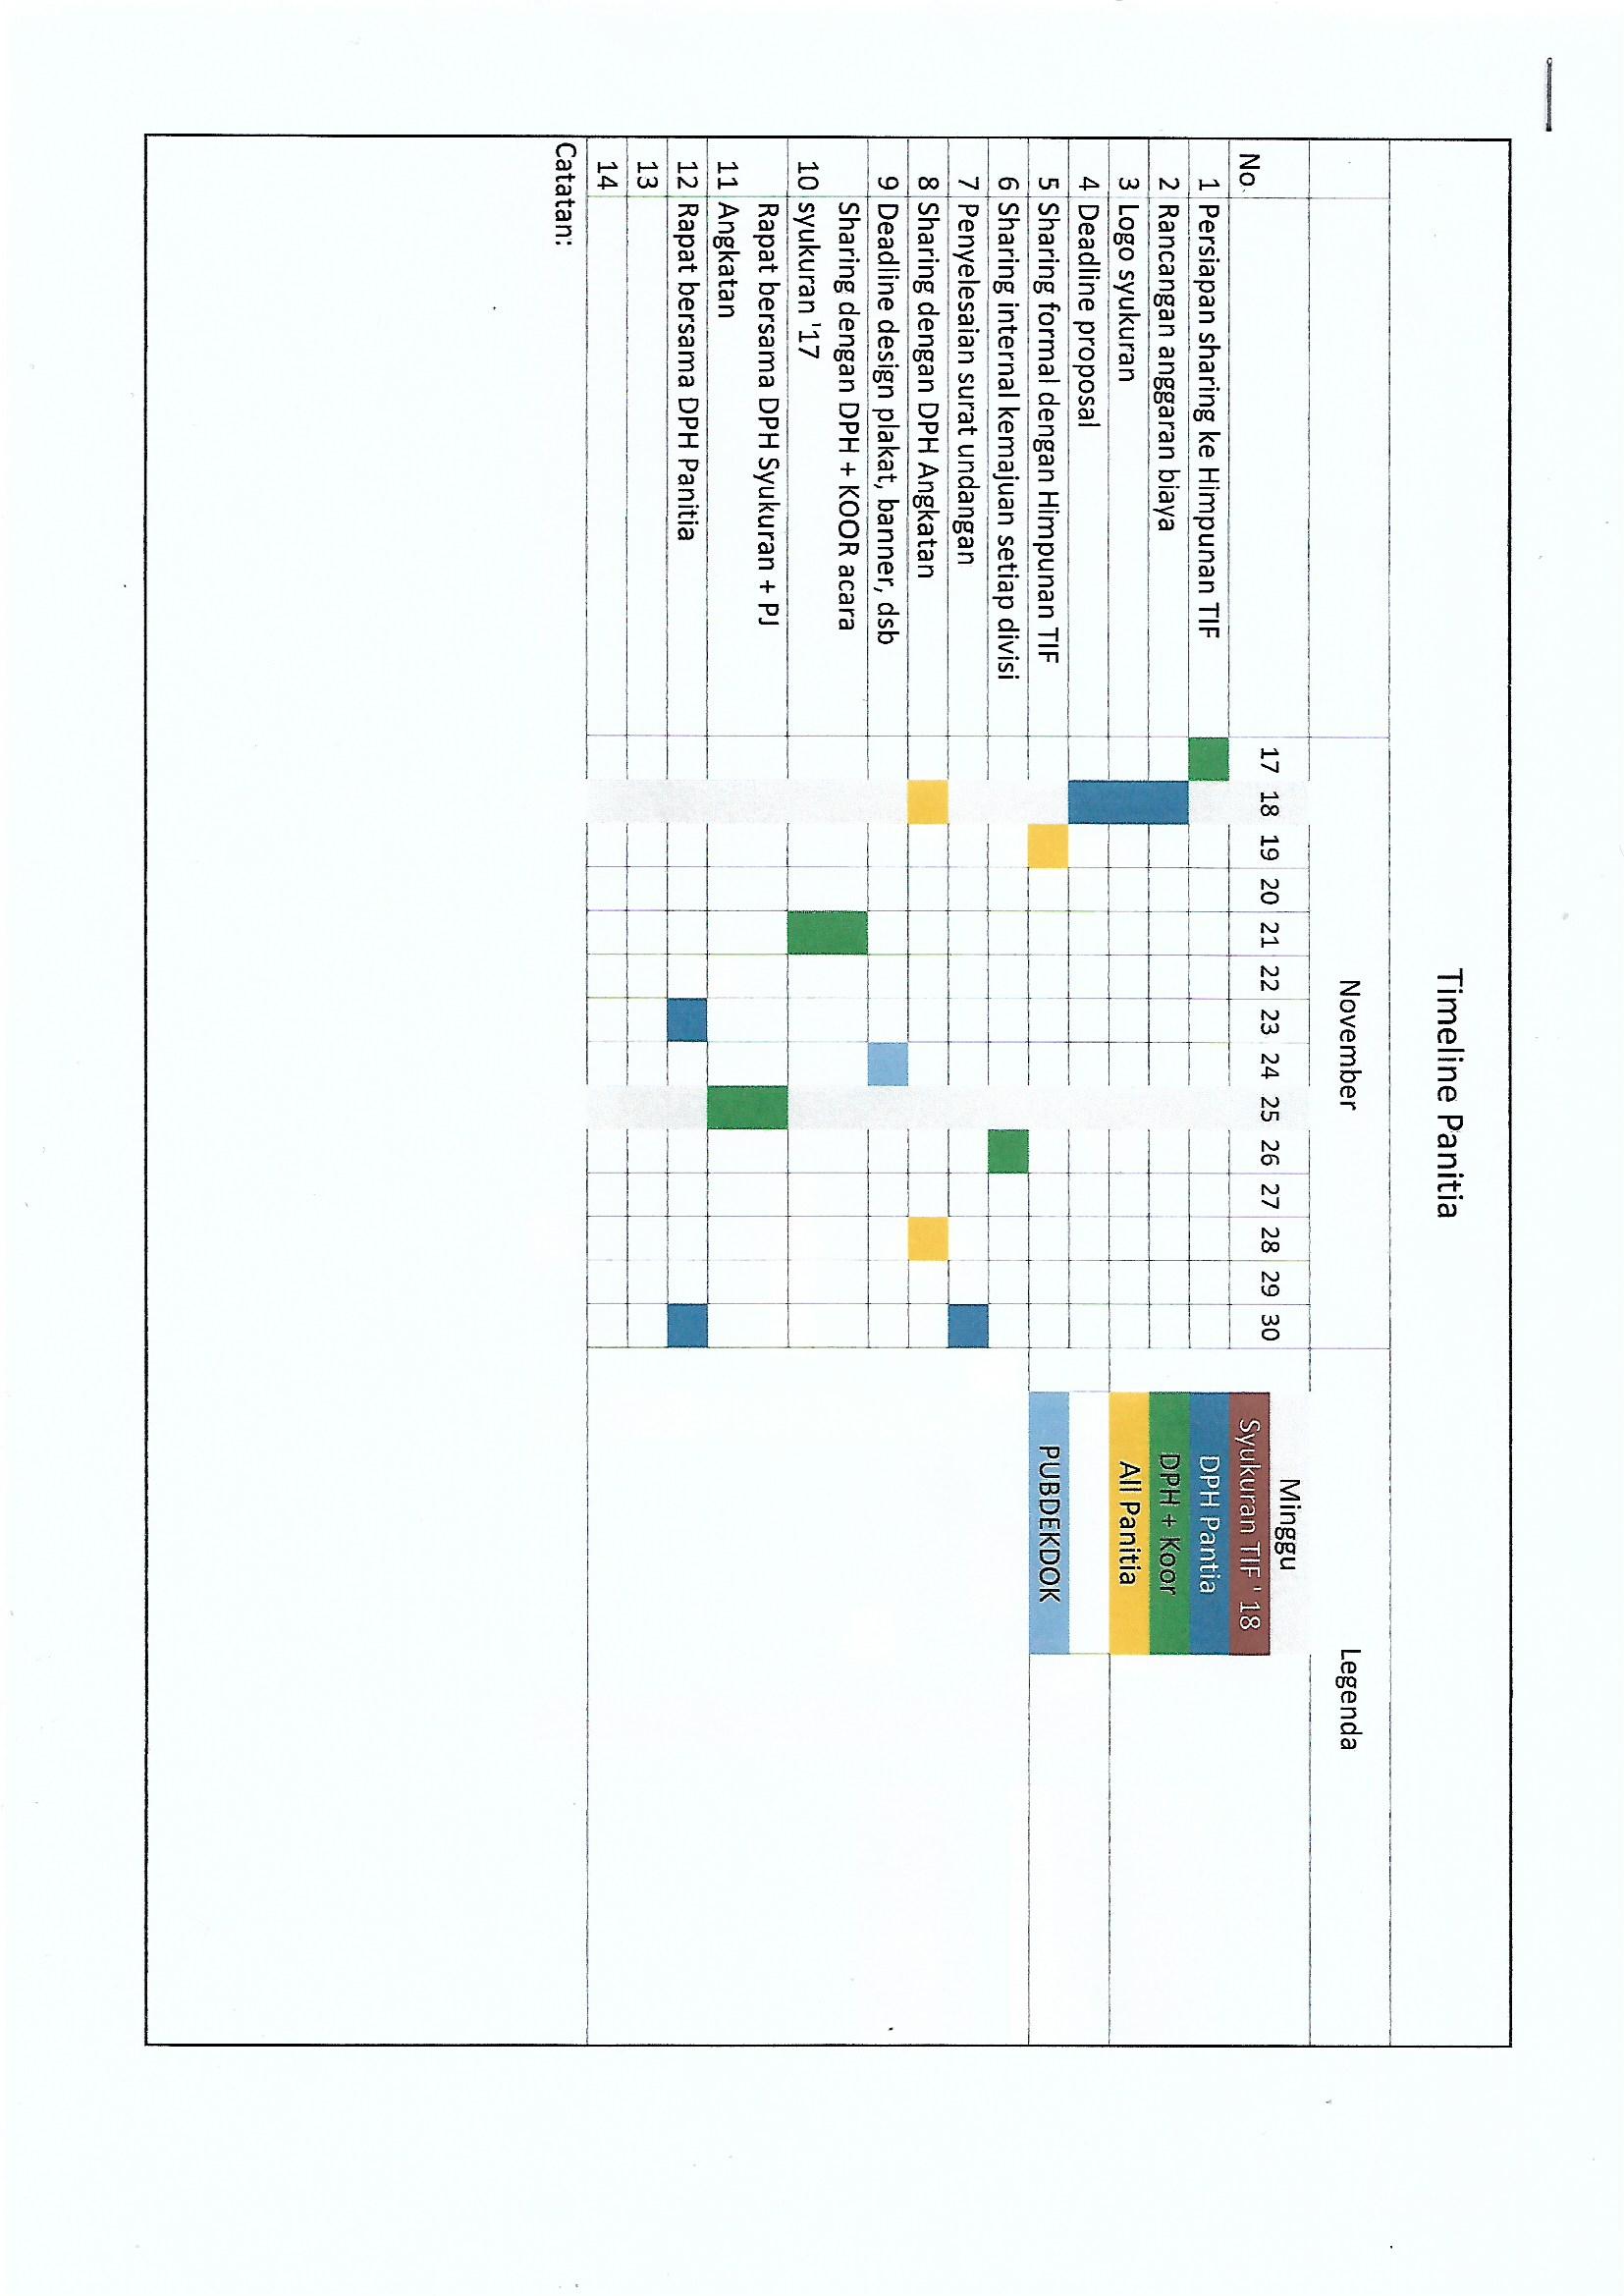 Timeline Panitia
November
Legenda
No
17 18 19 20 21 22 23 24 25 26 27 28 29 30
Minggu
1 Persiapan sharing ke Himpunan TIF
Syukuran TIF ' 18
2 Rancangan anggaran biaya
DPH Pantia
3 Logo syukuran
DPH + Koor
4 Deadline proposal
All Panitia
5 Sharing formal dengan Himpunan TIF
6 Sharing internal kemajuan setiap divisi
PUBDEKDOK
7 Penyelesaian surat undangan
8 Sharing dengan DPH Angkatan
9 Deadline design plakat, banner, dsb
Sharing dengan DPH + KOOR acara
10 syukuran '17
Rapat bersama DPH Syukuran + PJ
11 Angkatan
12 Rapat bersama DPH Panitia
13
14
Catatan: